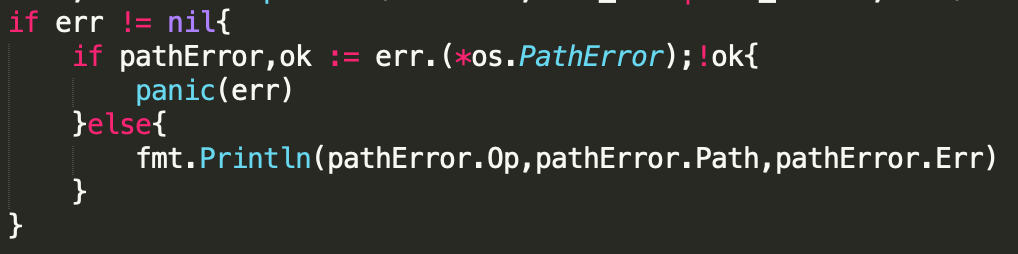 if err != nil{
    if pathError,ok := err.(*os.PathError);!ok{
        panic(err)
    }else{
        fmt.Println(pathError.Op,pathError.Path,pathError.Err)
    }
}